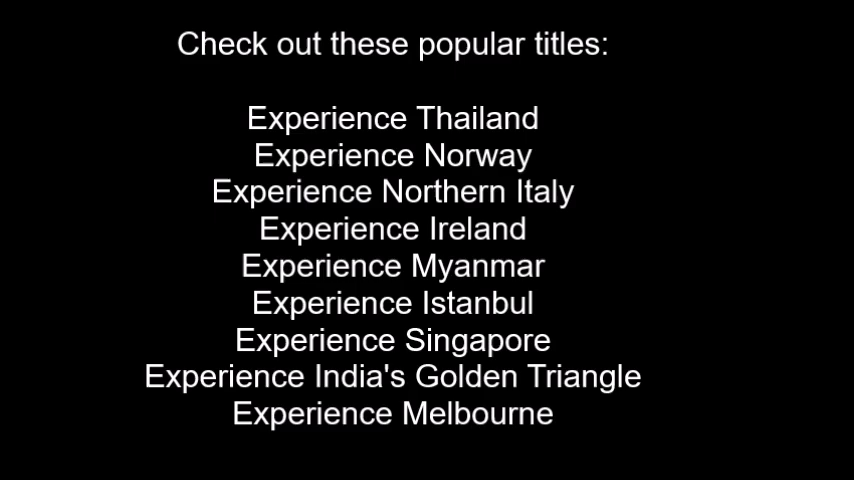 Check out these popular titles:
Experience Thailand
Experience Norway
Experience Northern Italy
Experience Ireland
Experience Myanmar
Experience Istanbul
Experience Singapore
Experience India's Golden Triangle
Experience Melbourne